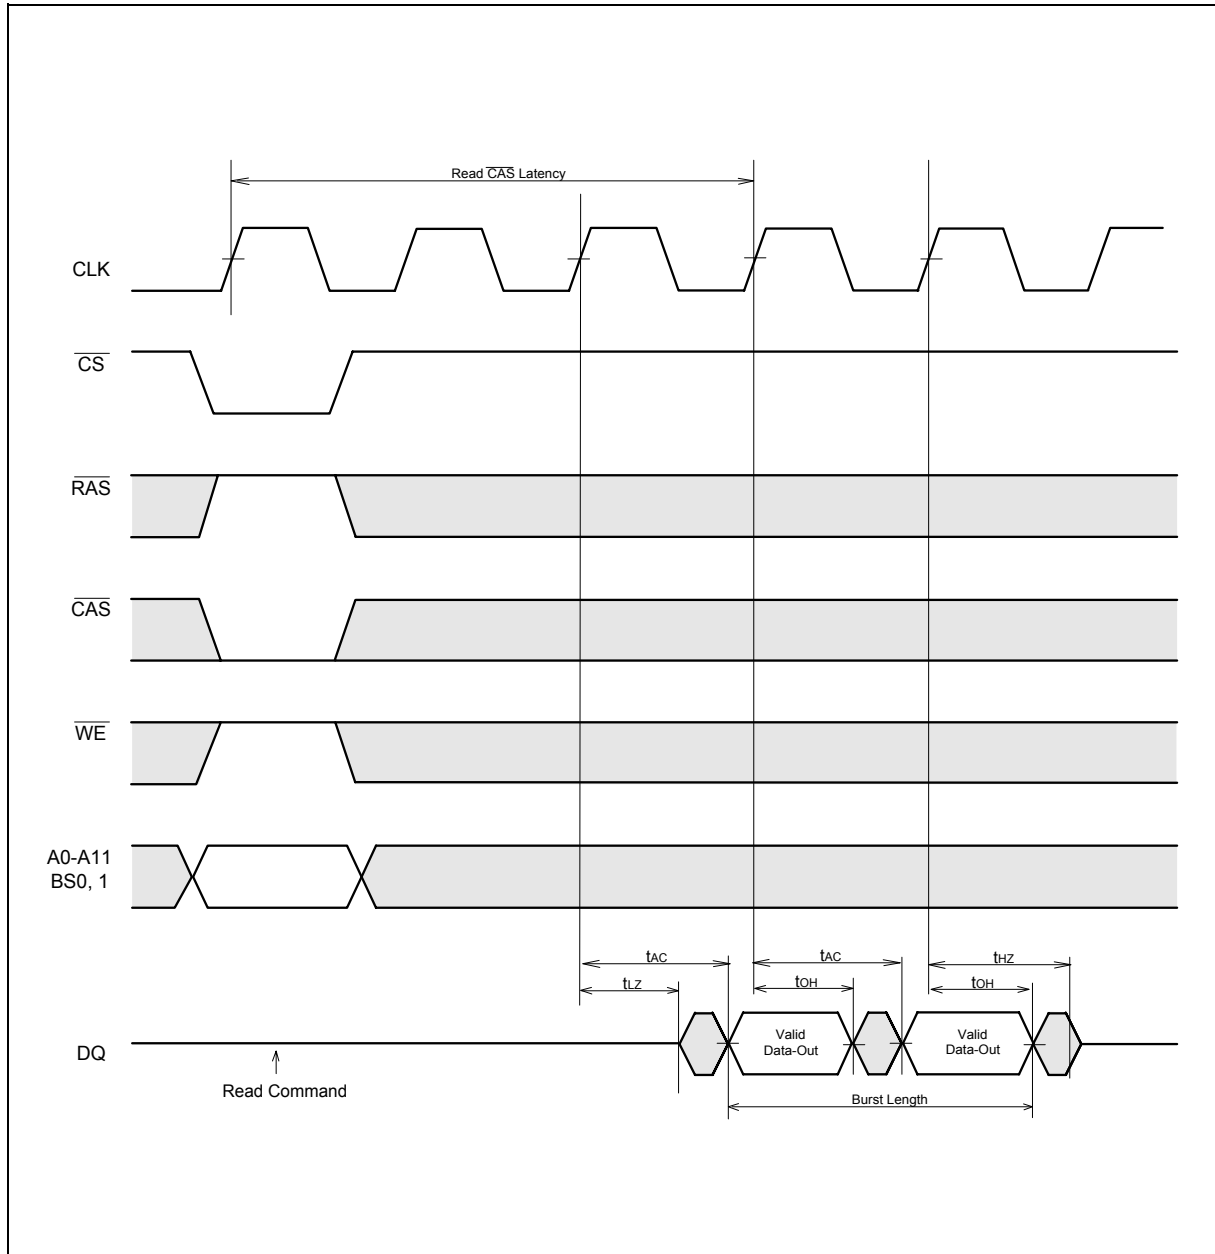 Read CAS Latency
CLK
CS
RAS
CAS
WE
A0-A11
BS0, 1
tAC
tAC
tHZ
tLZ
tOH
tOH
DQ
Valid
Data-Out
Valid
Data-Out
Read Command
Burst Length